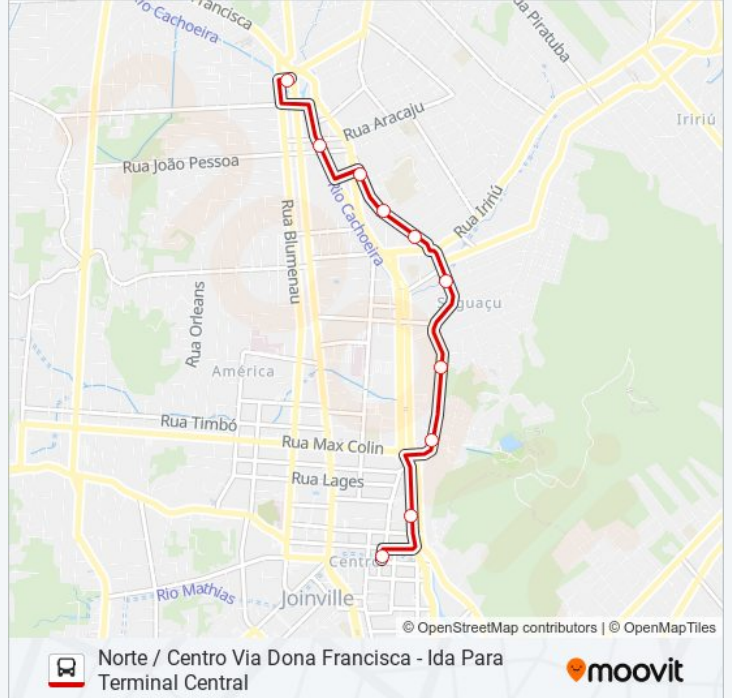 Francisca
Cachoeira
Rua Piratuba
Iririú
Rua Aracaju
Rua João Pessoa
Rio Cachoeira
Rua Iririú
Rua Blumenau
Rua Orleans
guaçu
América
Rua Timbó
Rua Max Colin
Rua Lages
Centro
Rio Mathias
Joinville
© OpenStreetMap contributors | © OpenMapTiles
Norte / Centro Via Dona Francisca - Ida Para
Terminal Central
moovit